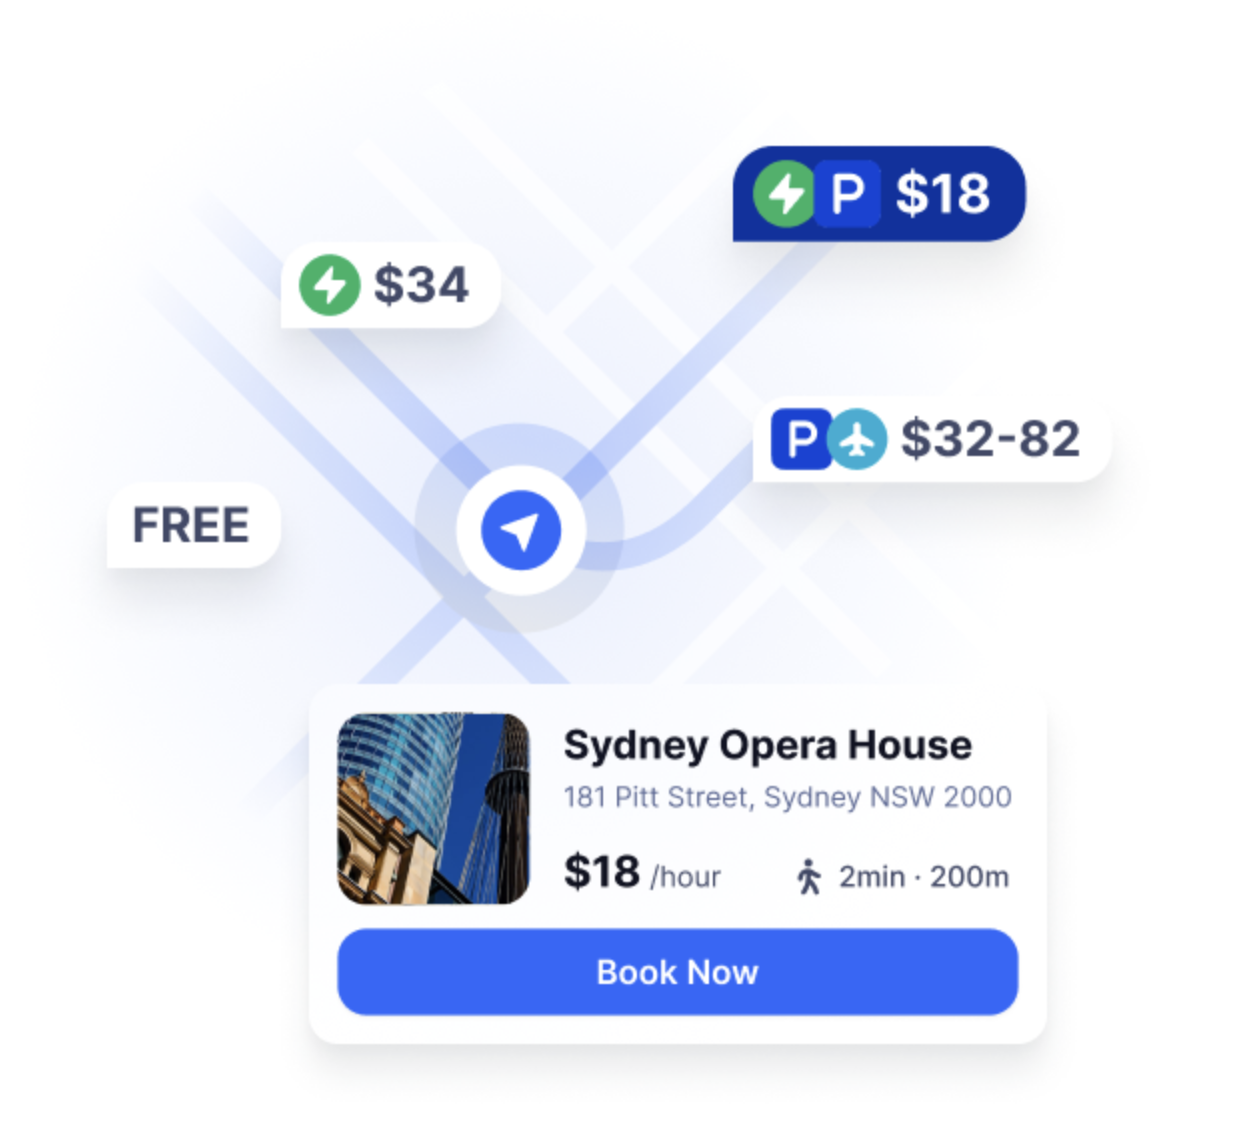 P $18
$34
P $32-82
FREE
Sydney Opera House
181 Pitt Street, Sydney NSW 2000
$18 /hour
2min · 200m
Book Now